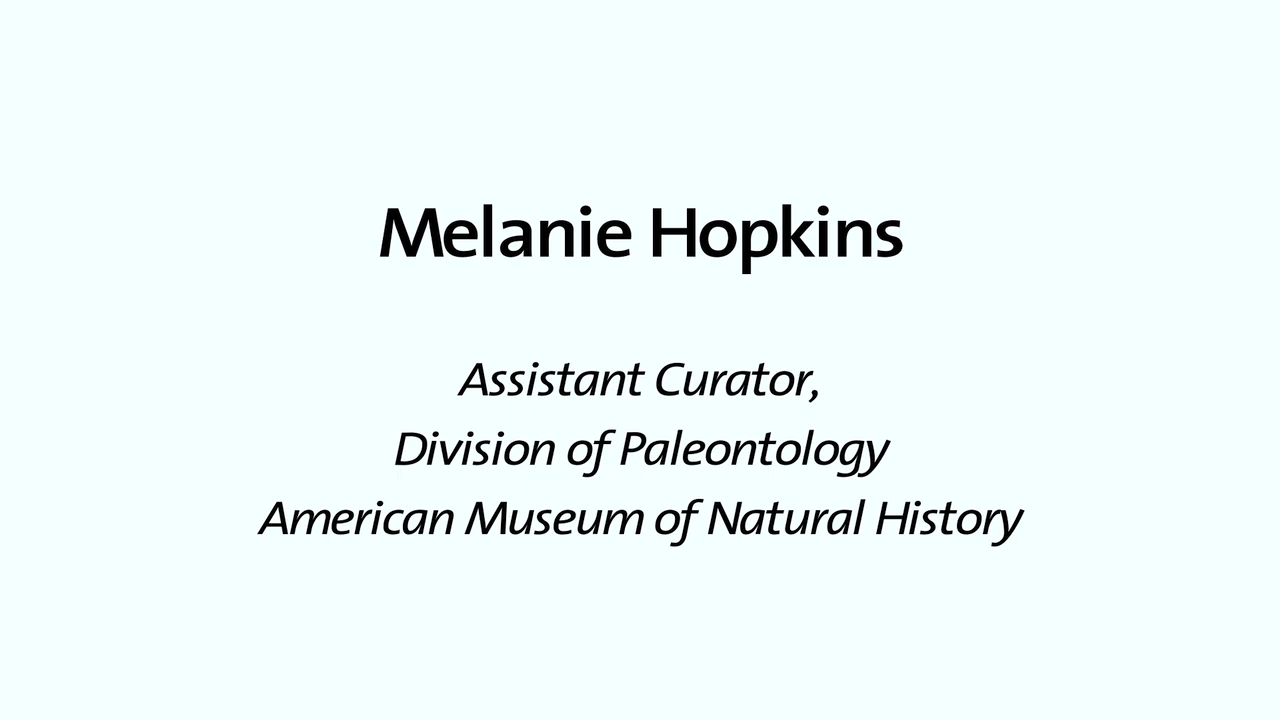 Melanie Hopkins
Assistant Curator,
Division of Paleontology
American Museum of Natural History